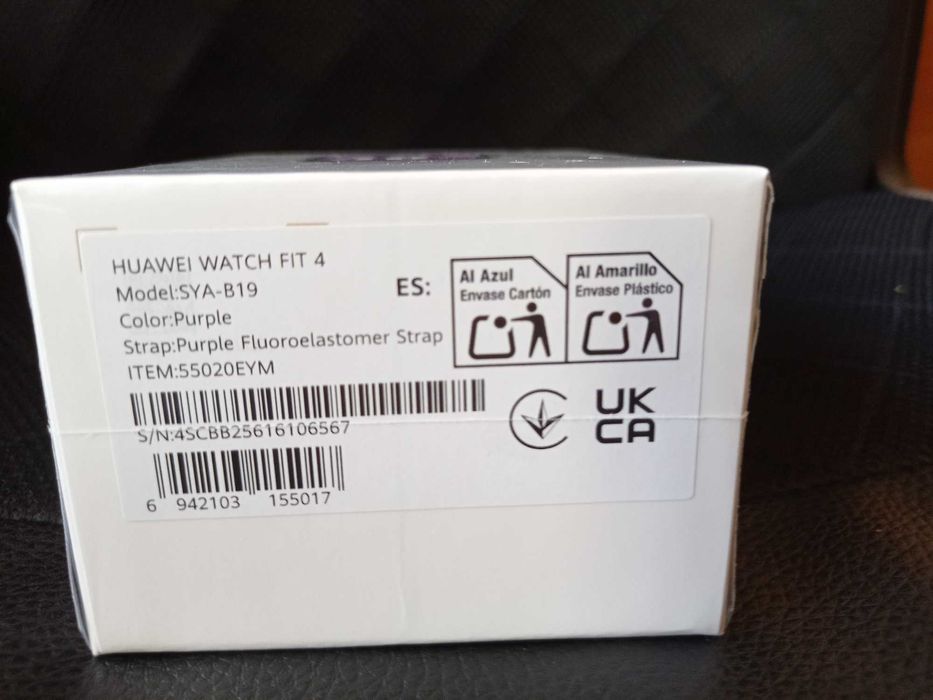 HUAWEI WATCH FIT 4
Model:SYA-B19
Color:Purple
Strap:Purple Fluoroelastomer Strap
ITEM:55020EYM
S/N:4SCBB25616106567
6 942103 155017
ES:
Al Azul
Envase Cartón
Al Amarillo
Envase Plástico
UK
CA